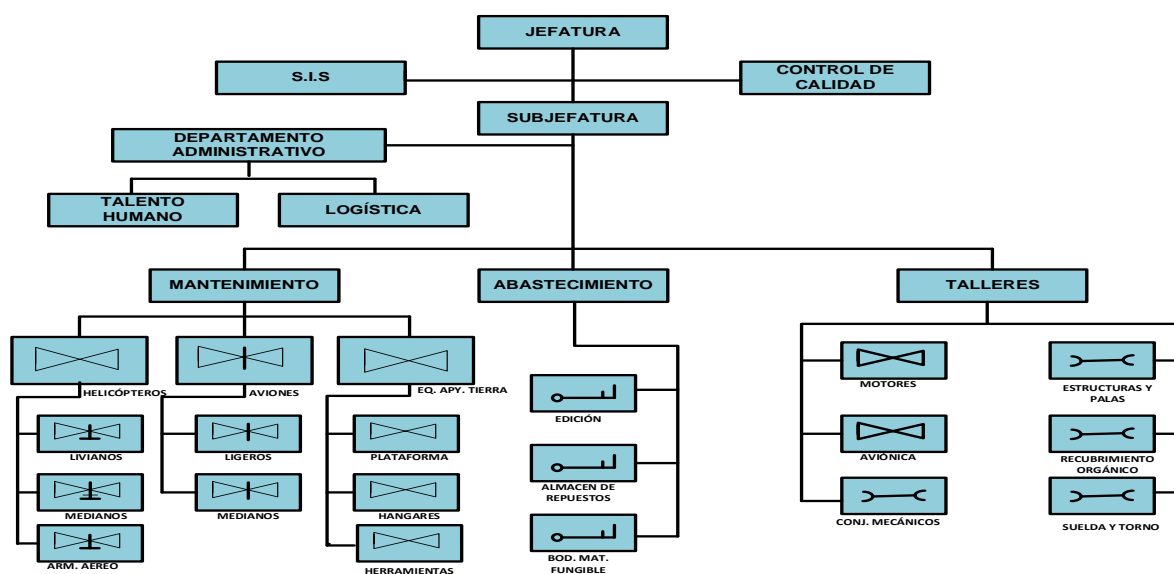 JEFATURA
S.I.S
CONTROL DE
CALIDAD
SUBJEFATURA
DEPARTAMENTO
ADMINISTRATIVO
TALENTO
HUMANO
LOGÍSTICA
MANTENIMIENTO
ABASTECIMIENTO
TALLERES
HELICÓPTEROS
AVIONES
EQ. APY. TIERRA
LIVIANOS
MEDIANOS
ARM. AEREO
LIGEROS
MEDIANOS
PLATAFORMA
HANGARES
HERRAMIENTAS
EDICIÓN
ALMACEN DE
REPUESTOS
BOD. MAT.
FUNGIBLE
MOTORES
AVIÓNICA
CONJ. MECÁNICOS
ESTRUCTURAS Y
PALAS
RECUBRIMIENTO
ORGÁNICO
SUELDA Y TORNO